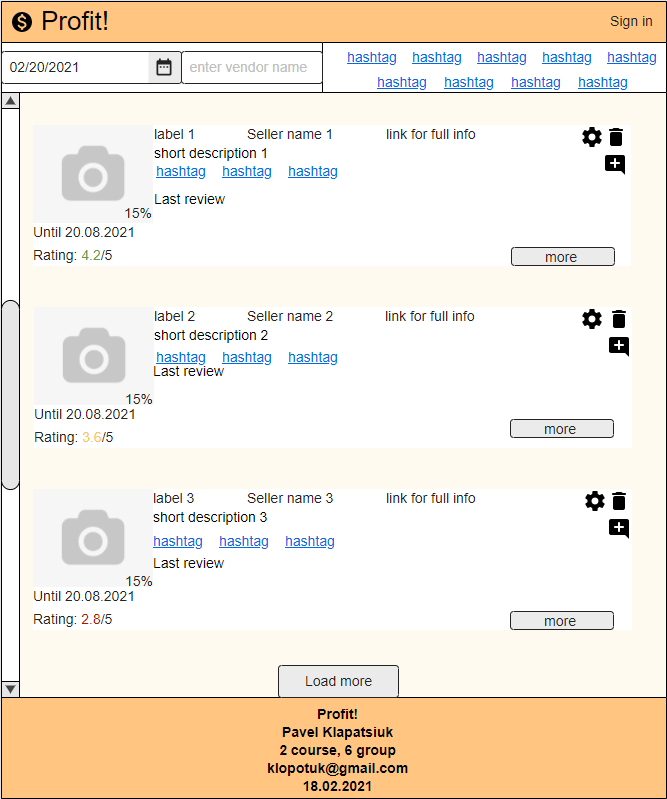 Profit! Sign in
02/20/2021 enter vendor name hashtag hashtag hashtag hashtag hashtag
hashtag hashtag hashtag hashtag
label 1 Seller name 1 link for full info
short description 1
hashtag hashtag hashtag
Last review
15%
Until 20.08.2021
Rating: 4.2/5 more
label 2 Seller name 2 link for full info
short description 2
hashtag hashtag hashtag
Last review
15%
Until 20.08.2021
Rating: 3.6/5 more
label 3 Seller name 3 link for full info
short description 3
hashtag hashtag hashtag
Last review
15%
Until 20.08.2021
Rating: 2.8/5 more
Load more
Profit!
Pavel Klapatsiuk
2 course, 6 group
klopotuk@gmail.com
18.02.2021